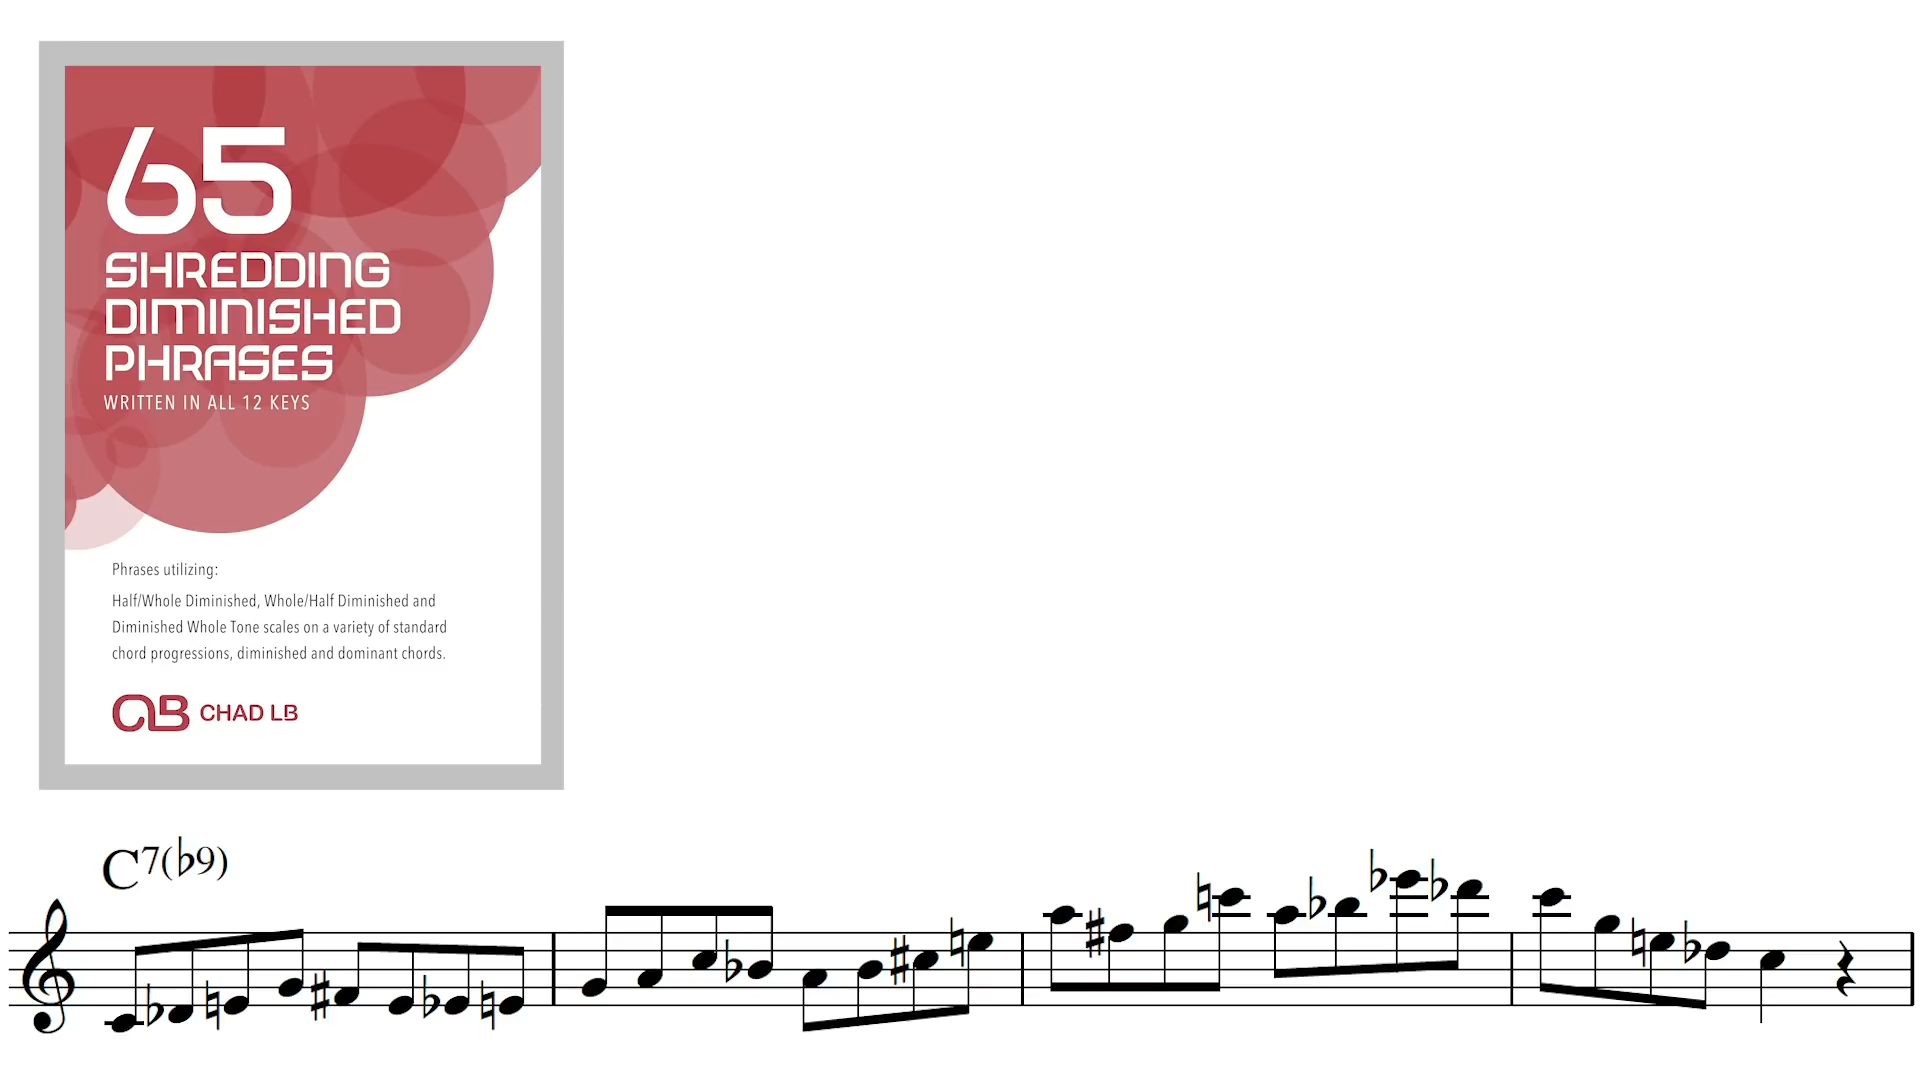 65
SHREDDING
DIMINISHED
PHRASES
WRITTEN IN ALL 12 KEYS
Phrases utilizing:
Half/Whole Diminished, Whole/Half Diminished and
Diminished Whole Tone scales on a variety of standard
chord progressions, diminished and dominant chords.
CHAD LB
C7(♭9)